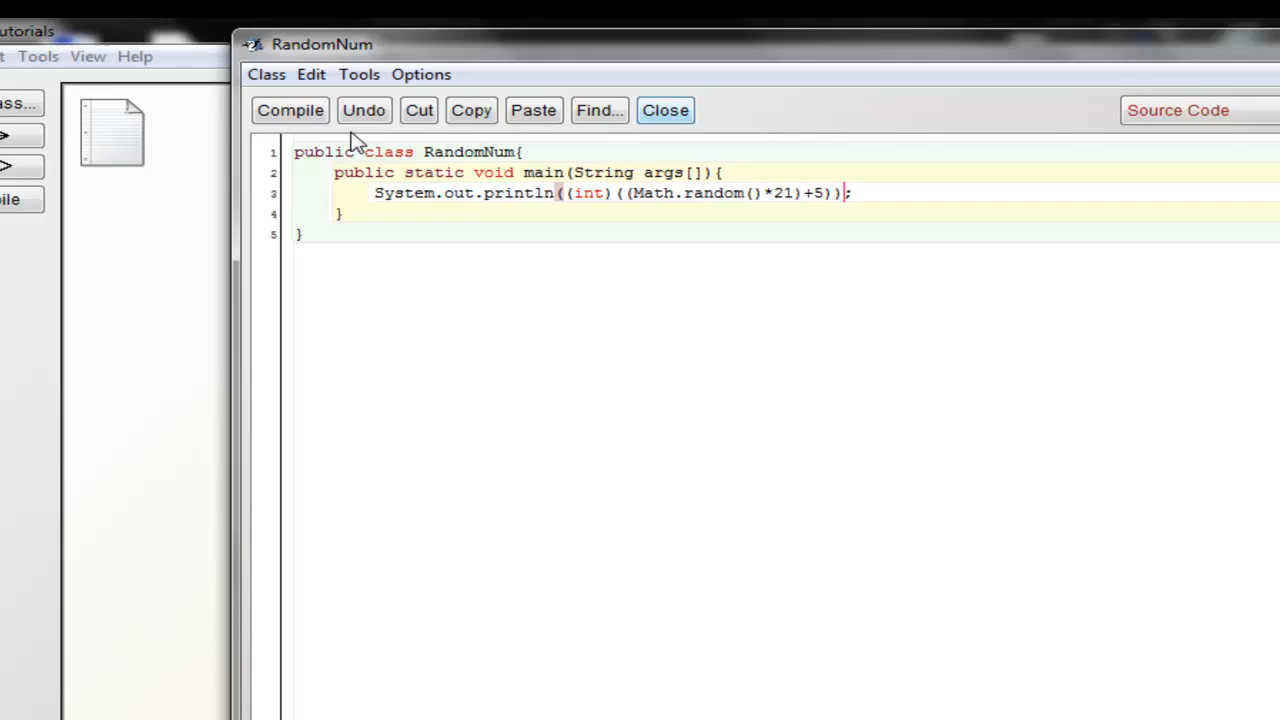 utorials
RandomNum
t Tools View Help
Class Edit Tools Options
ass...
Compile Undo Cut Copy Paste Find... Close Source Code
>
>
ile
1 public class RandomNum{
2 public static void main(String args[]){
3 System.out.println((int)((Math.random()*21)+5));
4 }
5 }